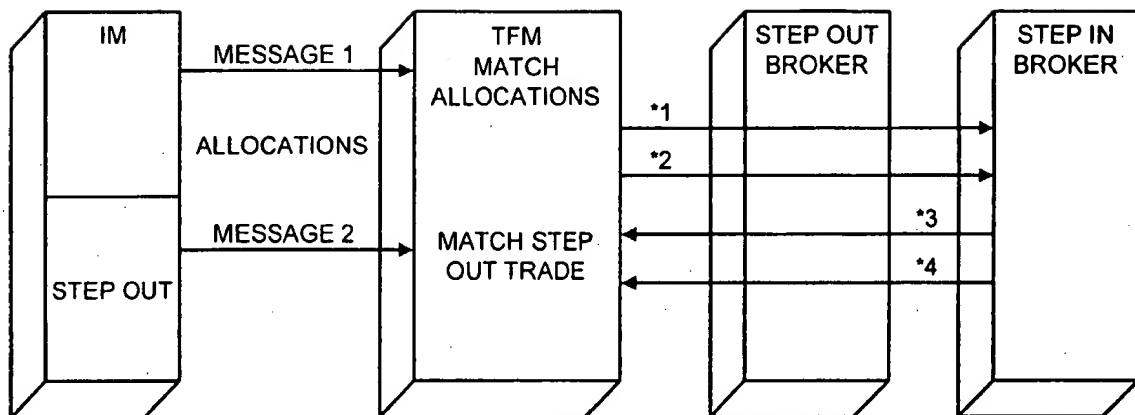 IM
MESSAGE 1
ALLOCATIONS
MESSAGE 2
STEP OUT
TFM
MATCH
ALLOCATIONS
MATCH STEP
OUT TRADE
STEP OUT
BROKER
STEP IN
BROKER
*1
*2
*3
*4